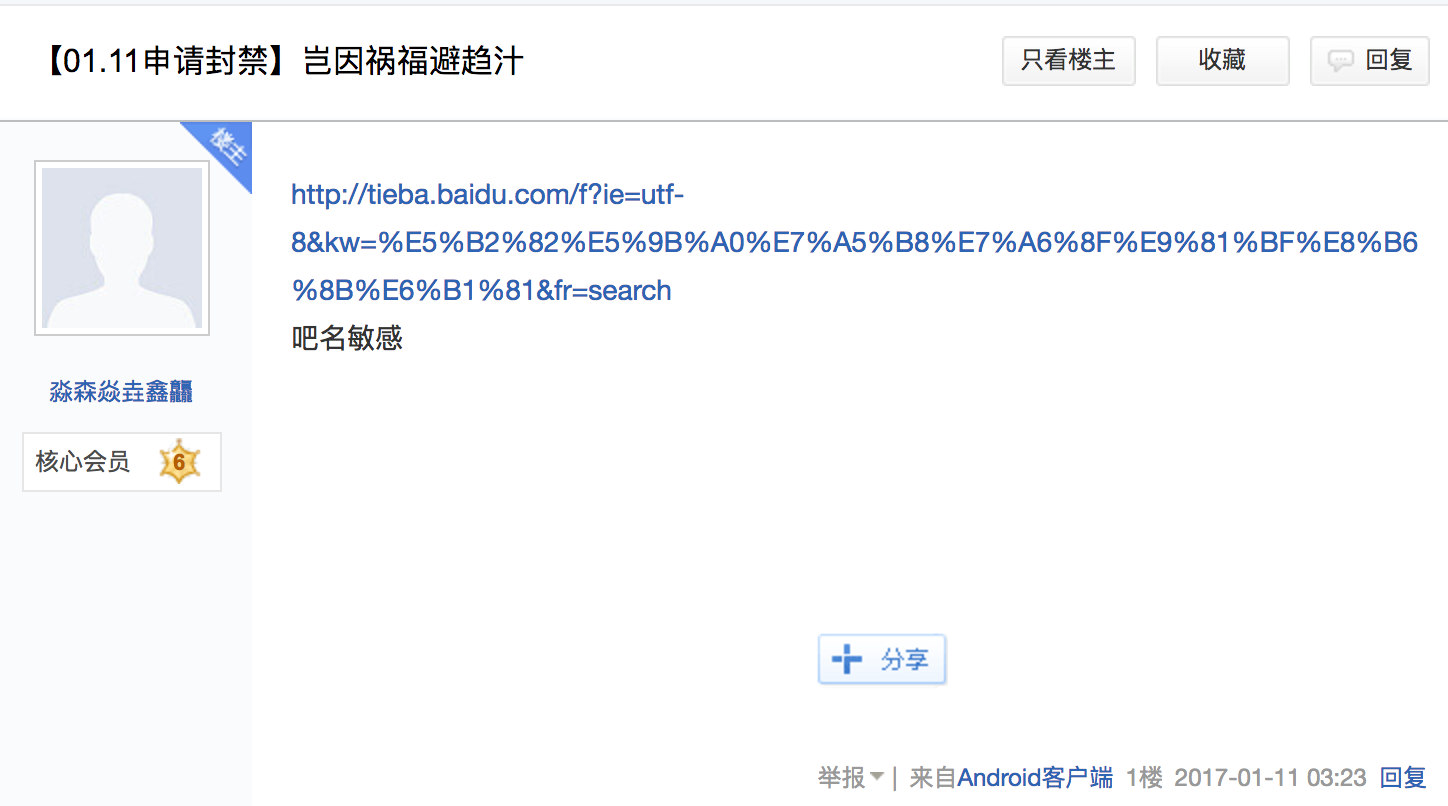 【01.11申请封禁】岂因祸福避趋汁
只看楼主
收藏
回复
楼主
http://tieba.baidu.com/f?ie=utf-
8&kw=%E5%B2%82%E5%9B%A0%E7%A5%B8%E7%A6%8F%E9%81%BF%E8%B6
%8B%E6%B1%81&fr=search
吧名敏感
淼森焱垚鑫龘
核心会员 6
分享
举报 | 来自Android客户端 1楼 2017-01-11 03:23 回复